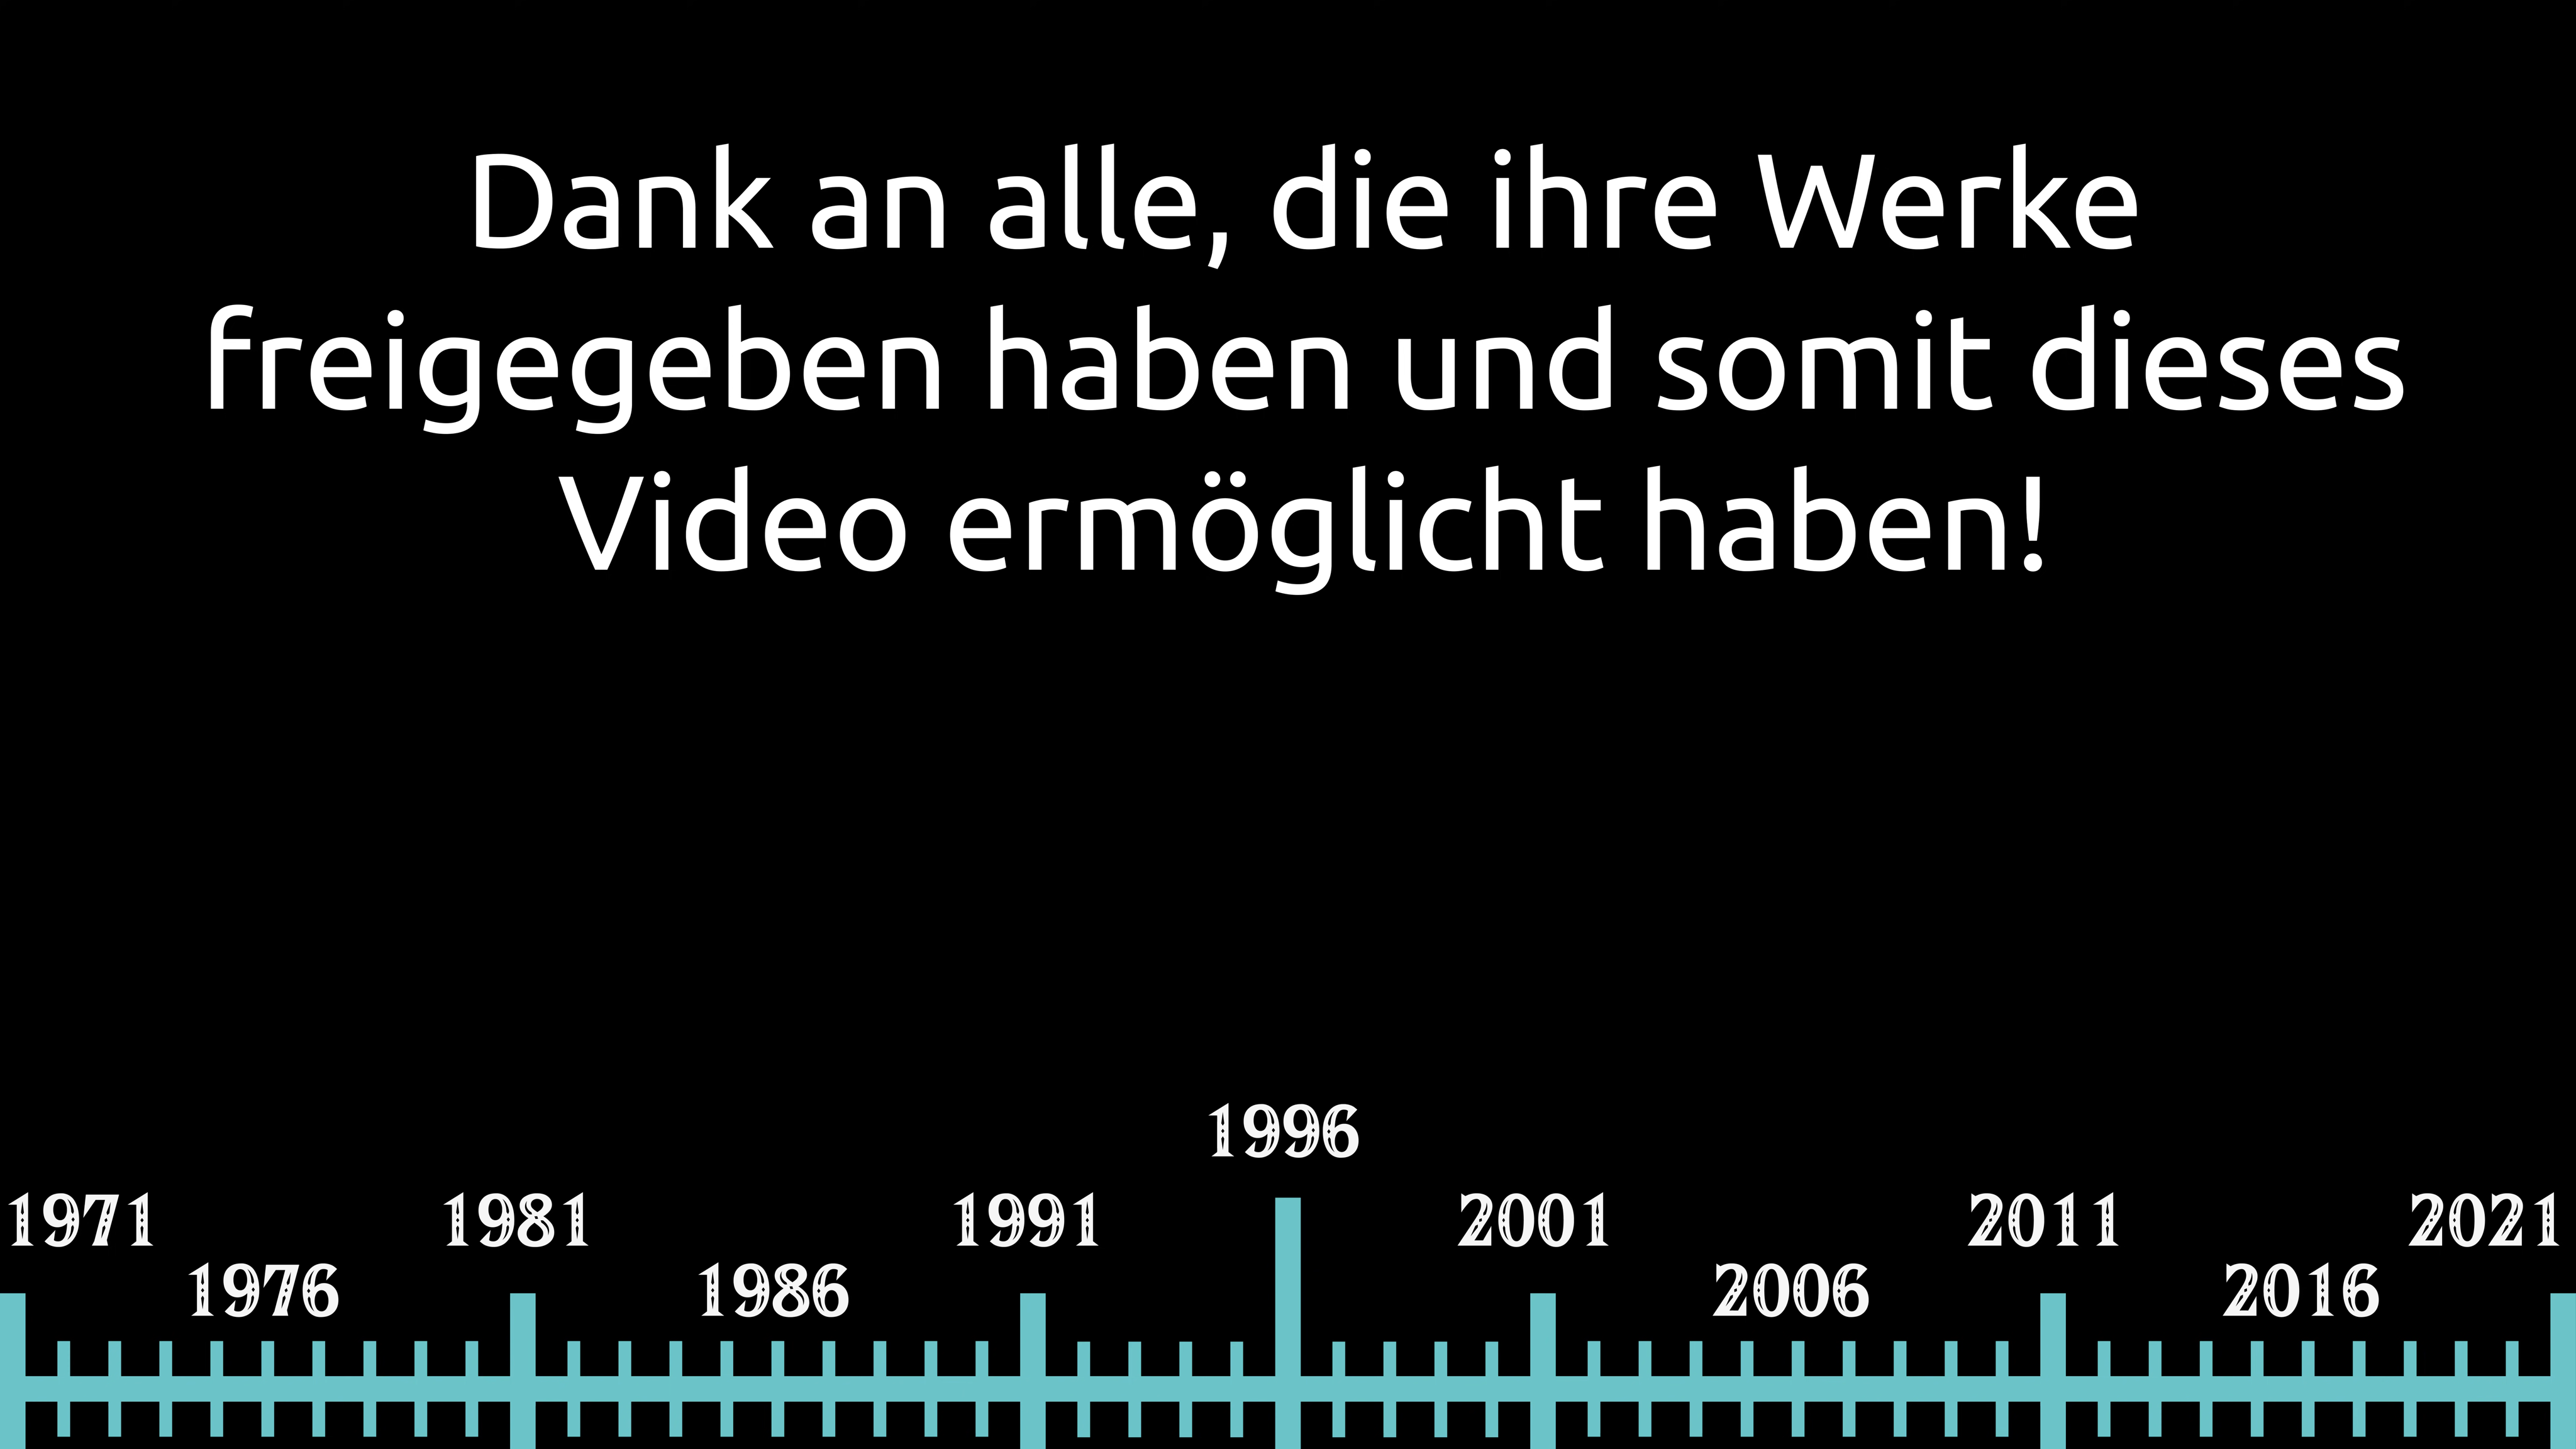 Dank an alle, die ihre Werke
freigegeben haben und somit dieses
Video ermöglicht haben!
1996
1971 1981 1991 2001 2011 2021
1976 1986 2006 2016